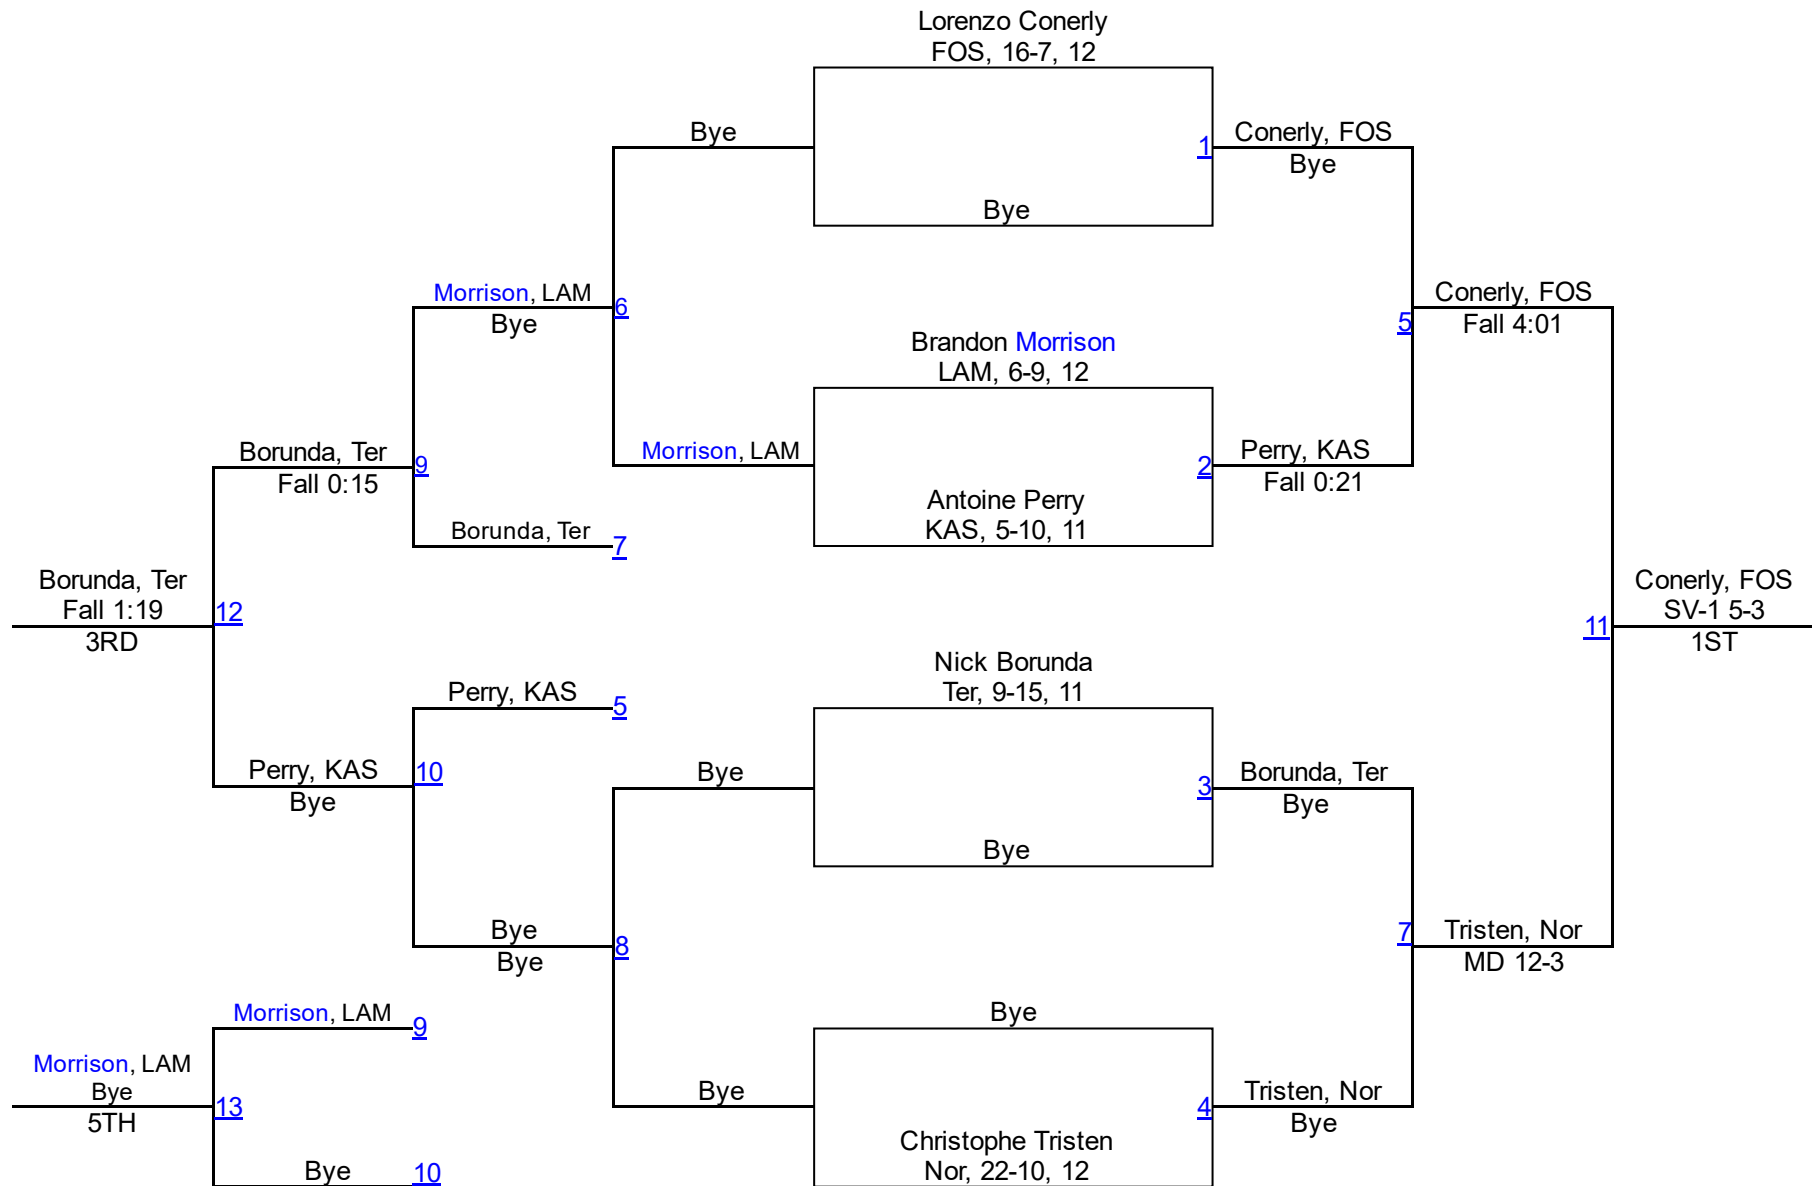 Lorenzo Conerly
FOS, 16-7, 12
Bye
1
Conerly, FOS
Bye
Bye
Morrison, LAM
Bye
6
Conerly, FOS
Fall 4:01
5
Brandon Morrison
LAM, 6-9, 12
Borunda, Ter
Fall 0:15
9
Morrison, LAM
2
Perry, KAS
Fall 0:21
Antoine Perry
KAS, 5-10, 11
Borunda, Ter
7
Borunda, Ter
Fall 1:19
3RD
12
Conerly, FOS
SV-1 5-3
1ST
11
Nick Borunda
Ter, 9-15, 11
Perry, KAS
5
Perry, KAS
Bye
10
Bye
3
Borunda, Ter
Bye
Bye
Bye
Bye
8
7
Tristen, Nor
MD 12-3
Morrison, LAM
9
Bye
Morrison, LAM
Bye
5TH
13
Bye
4
Tristen, Nor
Bye
Christophe Tristen
Nor, 22-10, 12
Bye
10